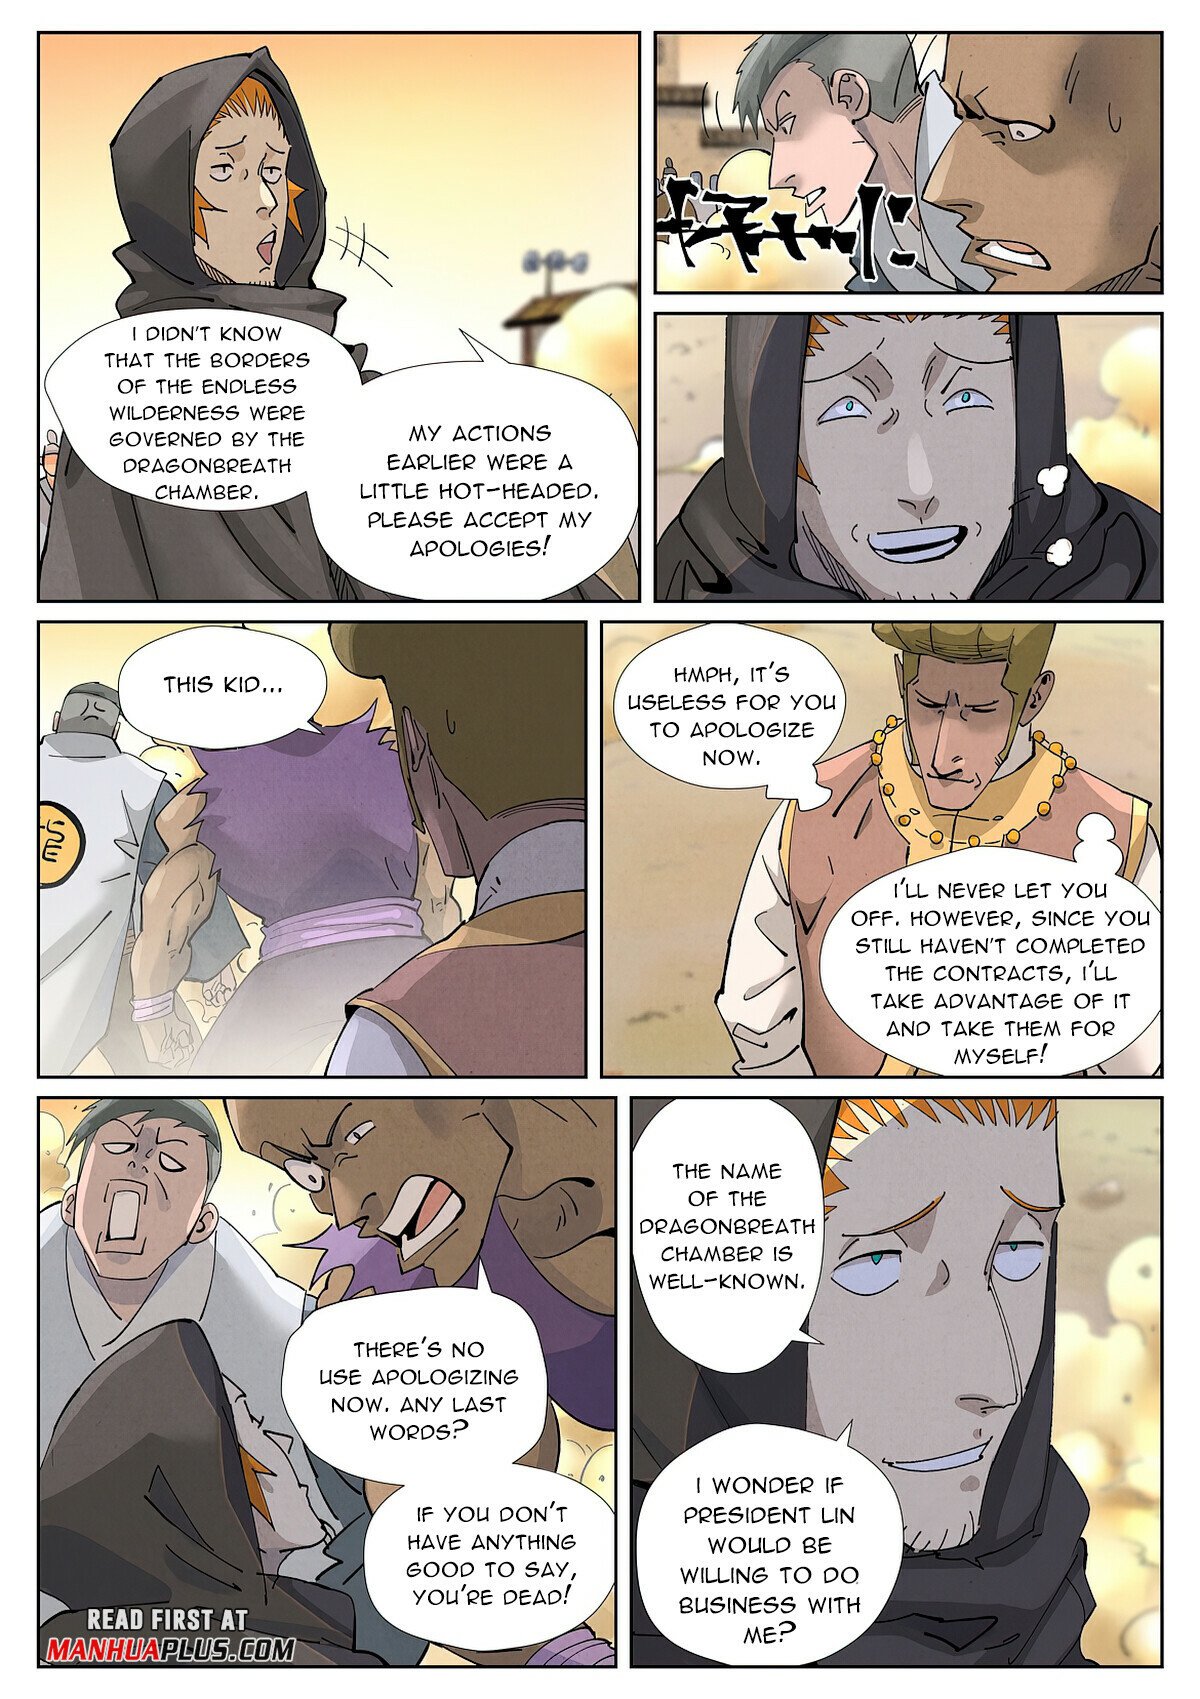 I DIDN'T KNOW
THAT THE BORDERS
OF THE ENDLESS
WILDERNESS WERE
GOVERNED BY THE
DRAGONBREATH
CHAMBER.
MY ACTIONS
EARLIER WERE A
LITTLE HOT-HEADED.
PLEASE ACCEPT MY
APOLOGIES!
THIS KID...
HMPH, IT'S
USELESS FOR YOU
TO APOLOGIZE
NOW.
I'LL NEVER LET YOU
OFF. HOWEVER, SINCE YOU
STILL HAVEN'T COMPLETED
THE CONTRACTS, I'LL
TAKE ADVANTAGE OF IT
AND TAKE THEM FOR
MYSELF!
THERE'S NO
USE APOLOGIZING
NOW. ANY LAST
WORDS?
IF YOU DON'T
HAVE ANYTHING
GOOD TO SAY,
YOU'RE DEAD!
THE NAME
OF THE
DRAGONBREATH
CHAMBER IS
WELL-KNOWN.
I WONDER IF
PRESIDENT LIN
WOULD BE
WILLING TO DO
BUSINESS WITH
ME?
READ FIRST AT
MANHUAPLUS.COM